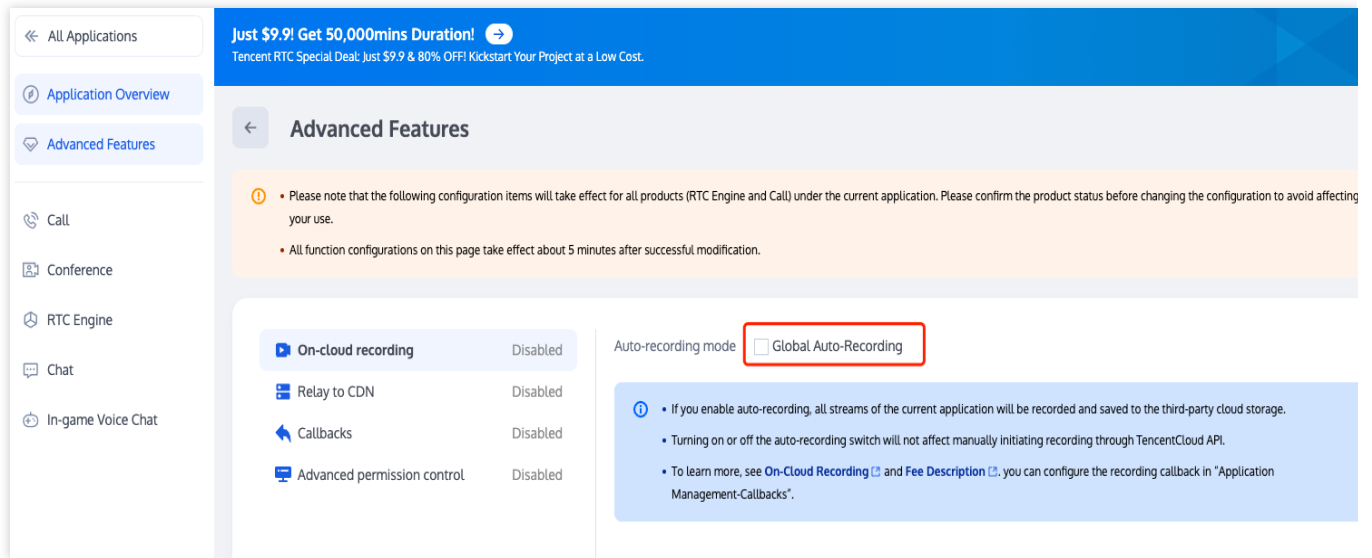 All Applications
Application Overview
Advanced Features
Call
Conference
RTC Engine
Chat
In-game Voice Chat
Just $9.9! Get 50,000mins Duration!
Tencent RTC Special Deal: Just $9.9 & 80% OFF! Kickstart Your Project at a Low Cost.
Advanced Features
• Please note that the following configuration items will take effect for all products (RTC Engine and Call) under the current application. Please confirm the product status before changing the configuration to avoid affecting
your use.
• All function configurations on this page take effect about 5 minutes after successful modification.
On-cloud recording Disabled
Relay to CDN Disabled
Callbacks Disabled
Advanced permission control Disabled
Auto-recording mode Global Auto-Recording
• If you enable auto-recording, all streams of the current application will be recorded and saved to the third-party cloud storage.
• Turning on or off the auto-recording switch will not affect manually initiating recording through TencentCloud API.
• To learn more, see On-Cloud Recording and Fee Description. you can configure the recording callback in "Application
Management-Callbacks".